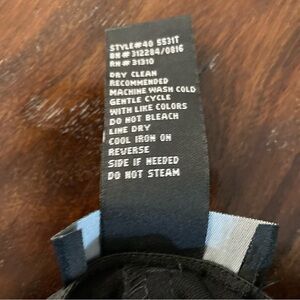 STYLE#40 5531T
BN# 312284/0816
RN# 31310
DRY CLEAN
RECOMMENDED
MACHINE WASH COLD
GENTLE CYCLE
WITH LIKE COLORS
DO NOT BLEACH
LINE DRY
COOL IRON ON
REVERSE
SIDE IF NEEDED
DO NOT STEAM